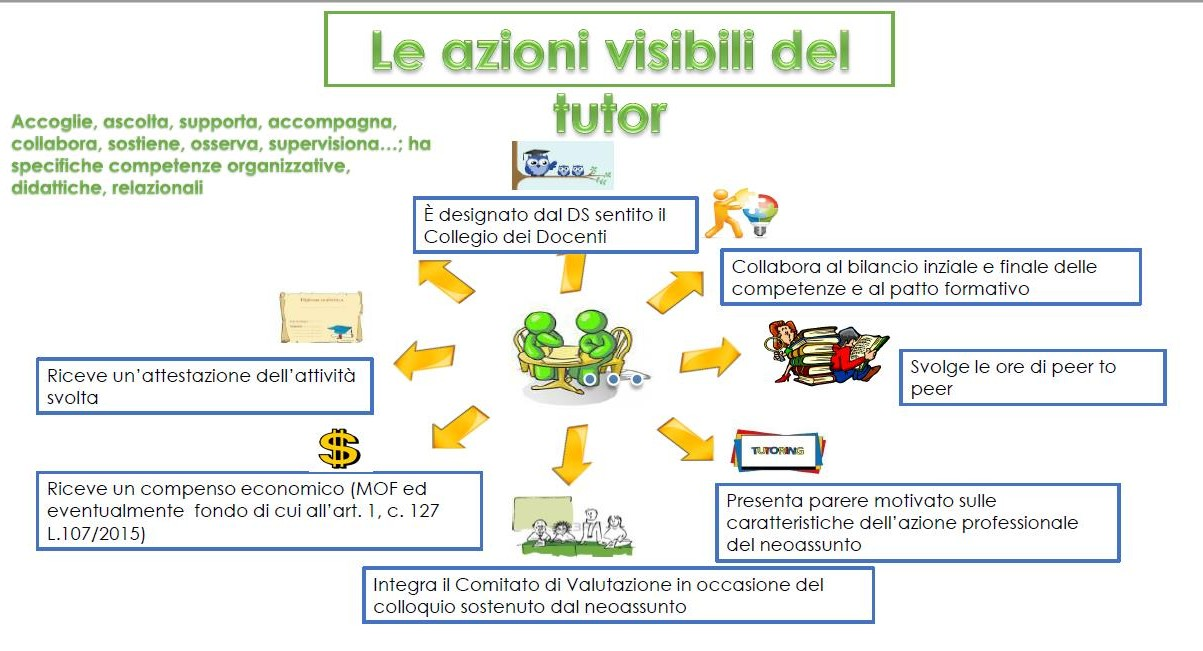 Le azioni visibili del
tutor
Accoglie, ascolta, supporta, accompagna,
collabora, sostiene, osserva, supervisiona...; ha
specifiche competenze organizzative,
didattiche, relazionali
È designato dal DS sentito il
Collegio dei Docenti
Collabora al bilancio inziale e finale delle
competenze e al patto formativo
Svolge le ore di peer to
peer
TUTORING
Presenta parere motivato sulle
caratteristiche dell'azione professionale
del neoassunto
Integra il Comitato di Valutazione in occasione del
colloquio sostenuto dal neoassunto
$
Riceve un compenso economico (MOF ed
eventualmente fondo di cui all'art. 1, c. 127
L.107/2015)
Riceve un'attestazione dell'attività
svolta